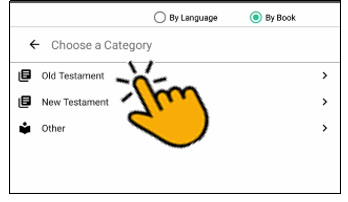 By Language By Book
Choose a Category
Old Testament
New Testament
Other